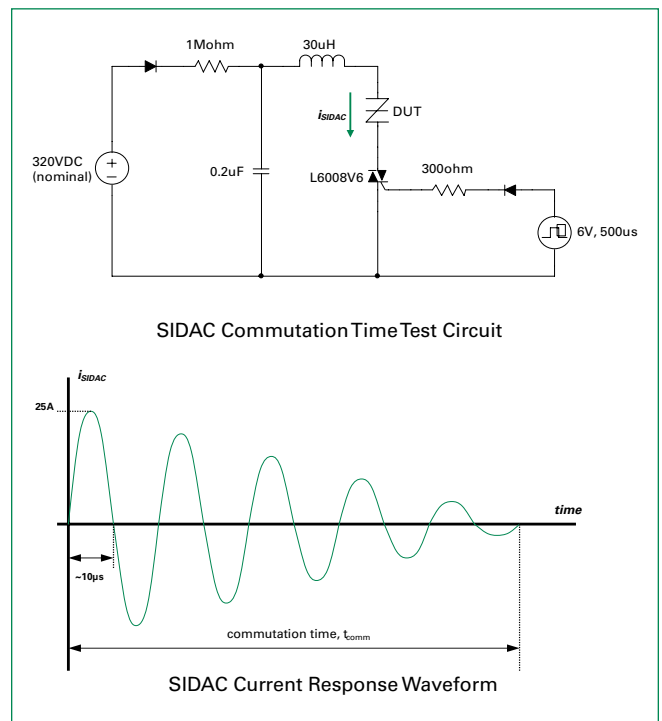 1Mohm
30uH
iSIDAC
DUT
320VDC
(nominal)
+
−
0.2uF
L6008V6
300ohm
6V, 500us
SIDAC Commutation Time Test Circuit
iSIDAC
25A
time
~10µs
commutation time, tcomm
SIDAC Current Response Waveform